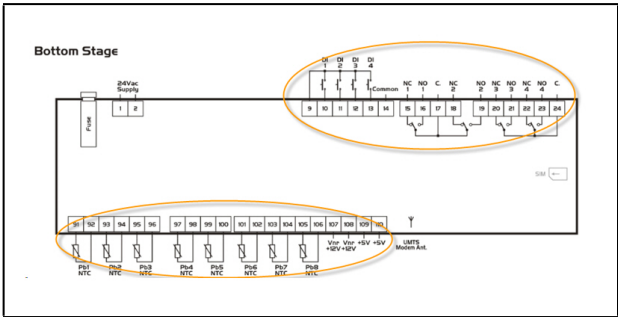 Bottom Stage
24Vac
Supply
DI DI DI DI
1 2 3 4
Common
NC NO C. NC NO NC NO NC NO C.
1 1 2 2 3 3 4 4
Fuse
1 2
9 10 11 12 13 14
15 16 17 18 19 20 21 22 23 24
SIM
91 92 93 94 95 96 97 98 99 100 101 102 103 104 105 106 107 108 109 110
Vnr Vnr +5V +5V
+12V +12V
UMTS
Modem Ant.
Pb1 Pb2 Pb3 Pb4 Pb5 Pb6 Pb7 Pb8
NTC NTC NTC NTC NTC NTC NTC NTC